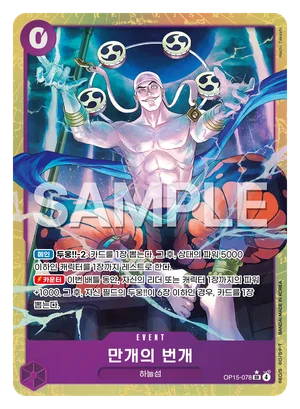 0
SAMPLE
메인 두웅!!-2: 카드를 1장 뽑는다. 그 후, 상대의 파워 5000
이하인 캐릭터를 1장까지 레스트로 한다.
카운터 이번 배틀 동안, 자신의 리더 또는 캐릭터 1장까지의 파워
+1000. 그 후, 자신 필드의 두웅!!이 6장 이하인 경우, 카드를 1장
뽑는다.
EVENT
만개의 번개
하늘섬
OP15-078